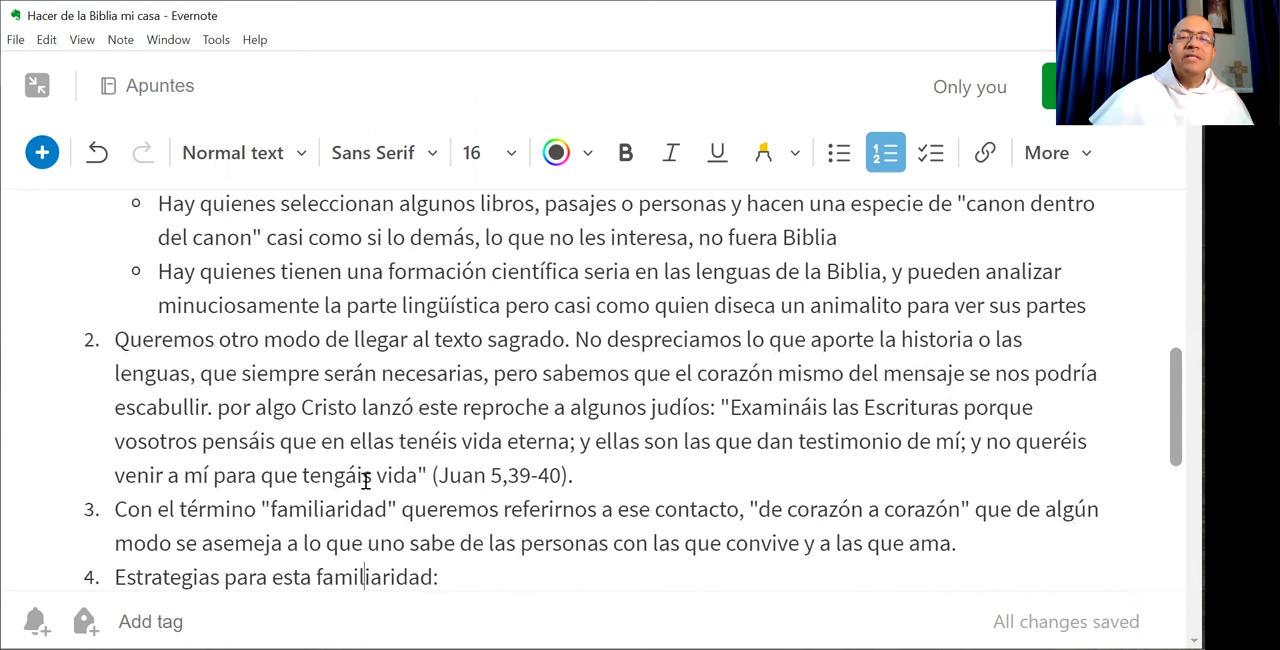 Hacer de la Biblia mi casa - Evernote
File Edit View Note Window Tools Help
Apuntes
Only you
Normal text
Sans Serif
16
B I U
More
Hay quienes seleccionan algunos libros, pasajes o personas y hacen una especie de "canon dentro
del canon" casi como si lo demás, lo que no les interesa, no fuera Biblia
Hay quienes tienen una formación científica seria en las lenguas de la Biblia, y pueden analizar
minuciosamente la parte lingüística pero casi como quien diseca un animalito para ver sus partes
2. Queremos otro modo de llegar al texto sagrado. No despreciamos lo que aporte la historia o las
lenguas, que siempre serán necesarias, pero sabemos que el corazón mismo del mensaje se nos podría
escabullir. por algo Cristo lanzó este reproche a algunos judíos: "Examináis las Escrituras porque
vosotros pensáis que en ellas tenéis vida eterna; y ellas son las que dan testimonio de mí; y no queréis
venir a mí para que tengáis vida" (Juan 5,39-40).
3. Con el término "familiaridad" queremos referirnos a ese contacto, "de corazón a corazón" que de algún
modo se asemeja a lo que uno sabe de las personas con las que convive y a las que ama.
4. Estrategias para esta familiaridad:
Add tag
All changes saved